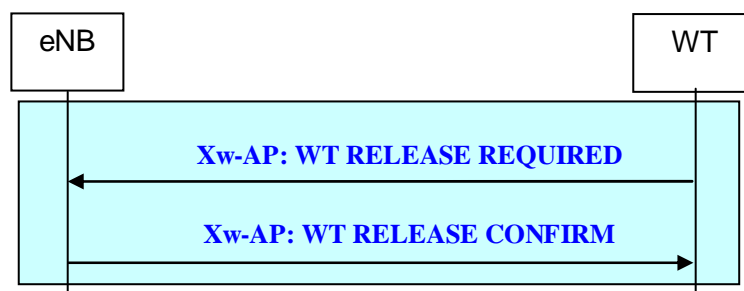 eNB
WT
Xw-AP: WT RELEASE REQUIRED
Xw-AP: WT RELEASE CONFIRM